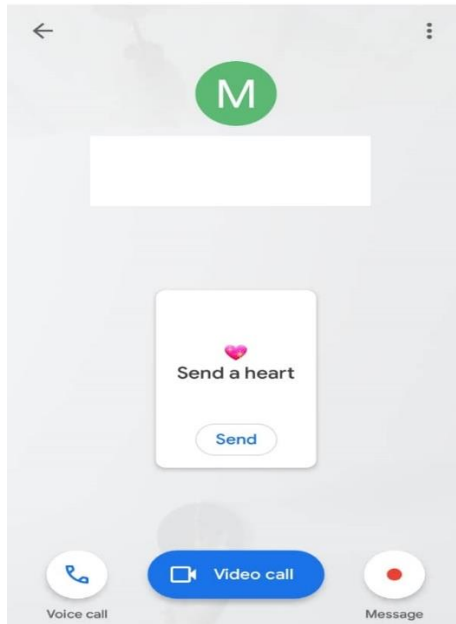 M
Send a heart
Send
Video call
Voice call
Message